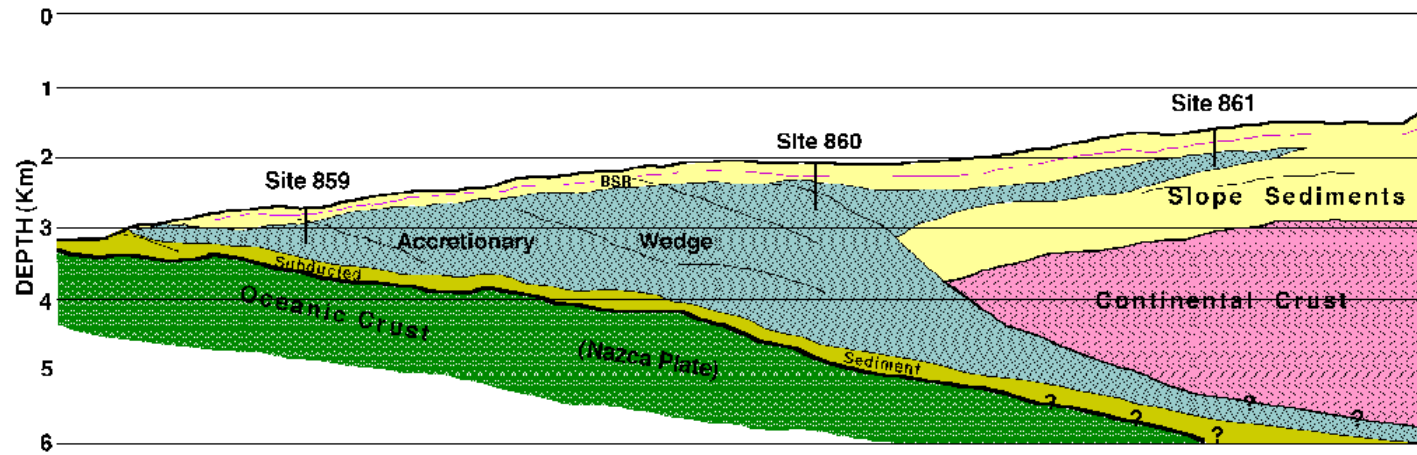 0
1
Site 861
Site 860
2
Site 859
BSR
Slope Sediments
3
Accretionary Wedge
DEPTH (Km)
Subducted
4
Oceanic Crust
Continental Crust
(Nazca Plate)
Sediment
5
? ? ? ? ?
6